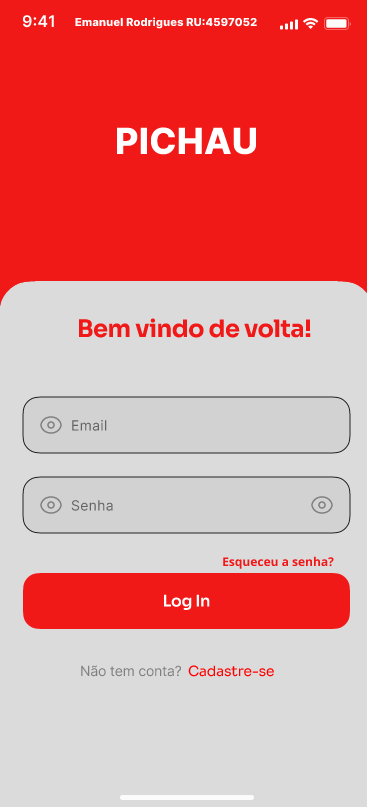 9:41 Emanuel Rodrigues RU:4597052
PICHAU
Bem vindo de volta!
Email
Senha
Esqueceu a senha?
Log In
Não tem conta? Cadastre-se